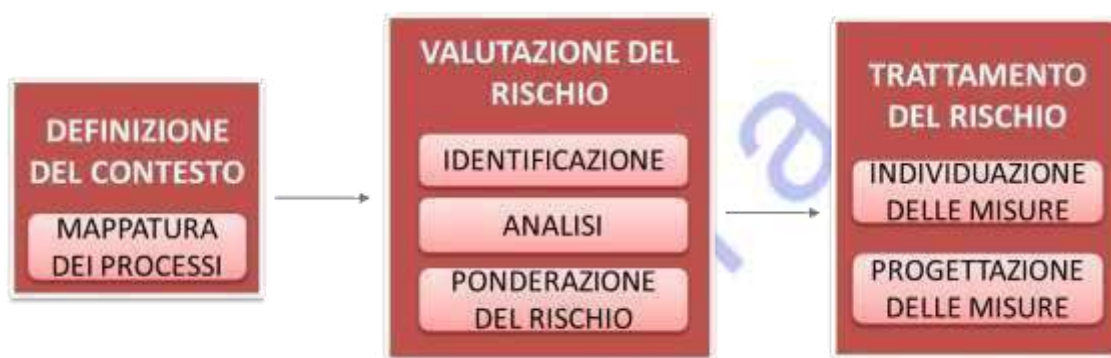 DEFINIZIONE
DEL CONTESTO
MAPPATURA
DEI PROCESSI
VALUTAZIONE DEL
RISCHIO
IDENTIFICAZIONE
ANALISI
PONDERAZIONE
DEL RISCHIO
TRATTAMENTO
DEL RISCHIO
INDIVIDUAZIONE
DELLE MISURE
PROGETTAZIONE
DELLE MISURE